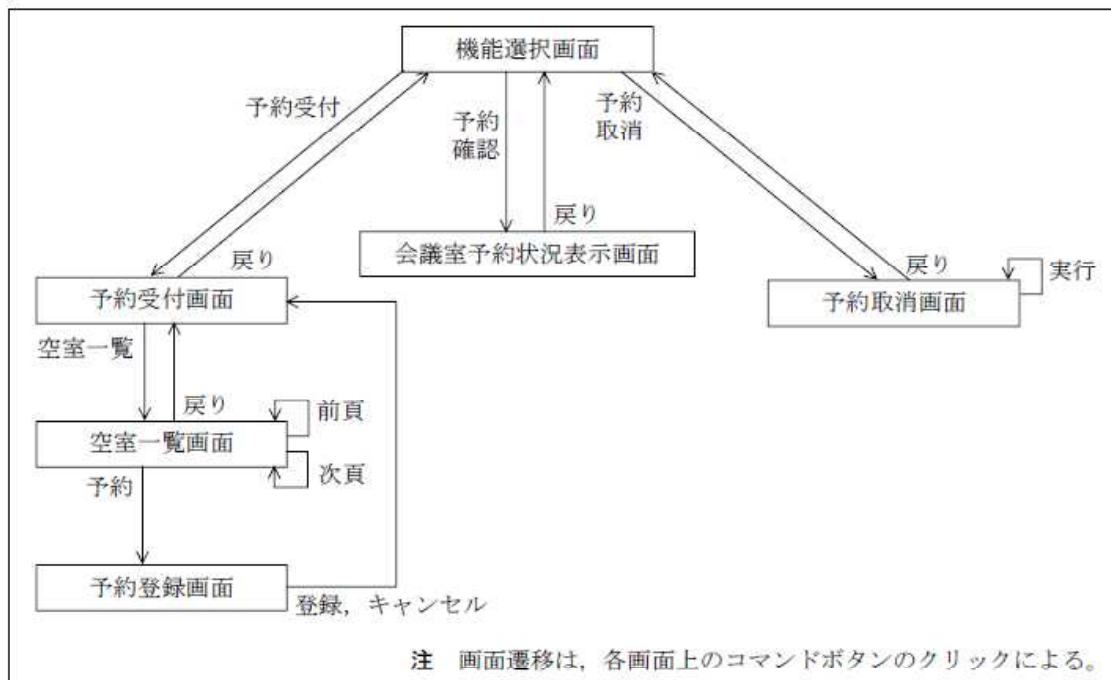 機能選択画面
予約受付
予約
確認
予約
取消
戻り
会議室予約状況表示画面
戻り
予約受付画面
戻り
実行
予約取消画面
空室一覧
戻り
前頁
空室一覧画面
次頁
予約
予約登録画面
登録，キャンセル
注　画面遷移は，各画面上のコマンドボタンのクリックによる。